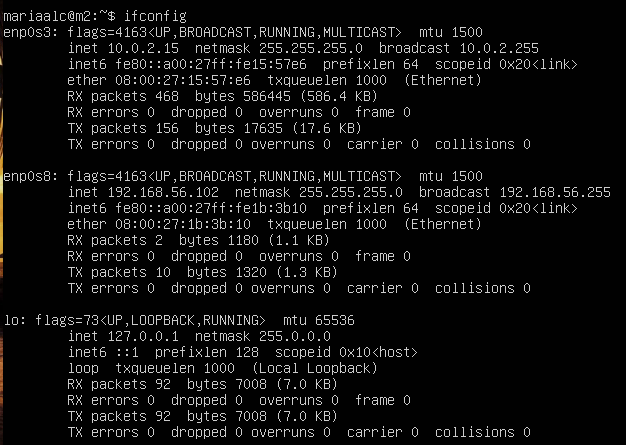 mariaalc@m2:~$ ifconfig
enp0s3: flags=4163<UP,BROADCAST,RUNNING,MULTICAST>  mtu 1500
        inet 10.0.2.15  netmask 255.255.255.0  broadcast 10.0.2.255
        inet6 fe80::a00:27ff:fe15:57e6  prefixlen 64  scopeid 0x20<link>
        ether 08:00:27:15:57:e6  txqueuelen 1000  (Ethernet)
        RX packets 468  bytes 586445 (586.4 KB)
        RX errors 0  dropped 0  overruns 0  frame 0
        TX packets 156  bytes 17635 (17.6 KB)
        TX errors 0  dropped 0 overruns 0  carrier 0  collisions 0

enp0s8: flags=4163<UP,BROADCAST,RUNNING,MULTICAST>  mtu 1500
        inet 192.168.56.102  netmask 255.255.255.0  broadcast 192.168.56.255
        inet6 fe80::a00:27ff:fe1b:3b10  prefixlen 64  scopeid 0x20<link>
        ether 08:00:27:1b:3b:10  txqueuelen 1000  (Ethernet)
        RX packets 2  bytes 1180 (1.1 KB)
        RX errors 0  dropped 0  overruns 0  frame 0
        TX packets 10  bytes 1320 (1.3 KB)
        TX errors 0  dropped 0 overruns 0  carrier 0  collisions 0

lo: flags=73<UP,LOOPBACK,RUNNING>  mtu 65536
        inet 127.0.0.1  netmask 255.0.0.0
        inet6 ::1  prefixlen 128  scopeid 0x10<host>
        loop  txqueuelen 1000  (Local Loopback)
        RX packets 92  bytes 7008 (7.0 KB)
        RX errors 0  dropped 0  overruns 0  frame 0
        TX packets 92  bytes 7008 (7.0 KB)
        TX errors 0  dropped 0 overruns 0  carrier 0  collisions 0